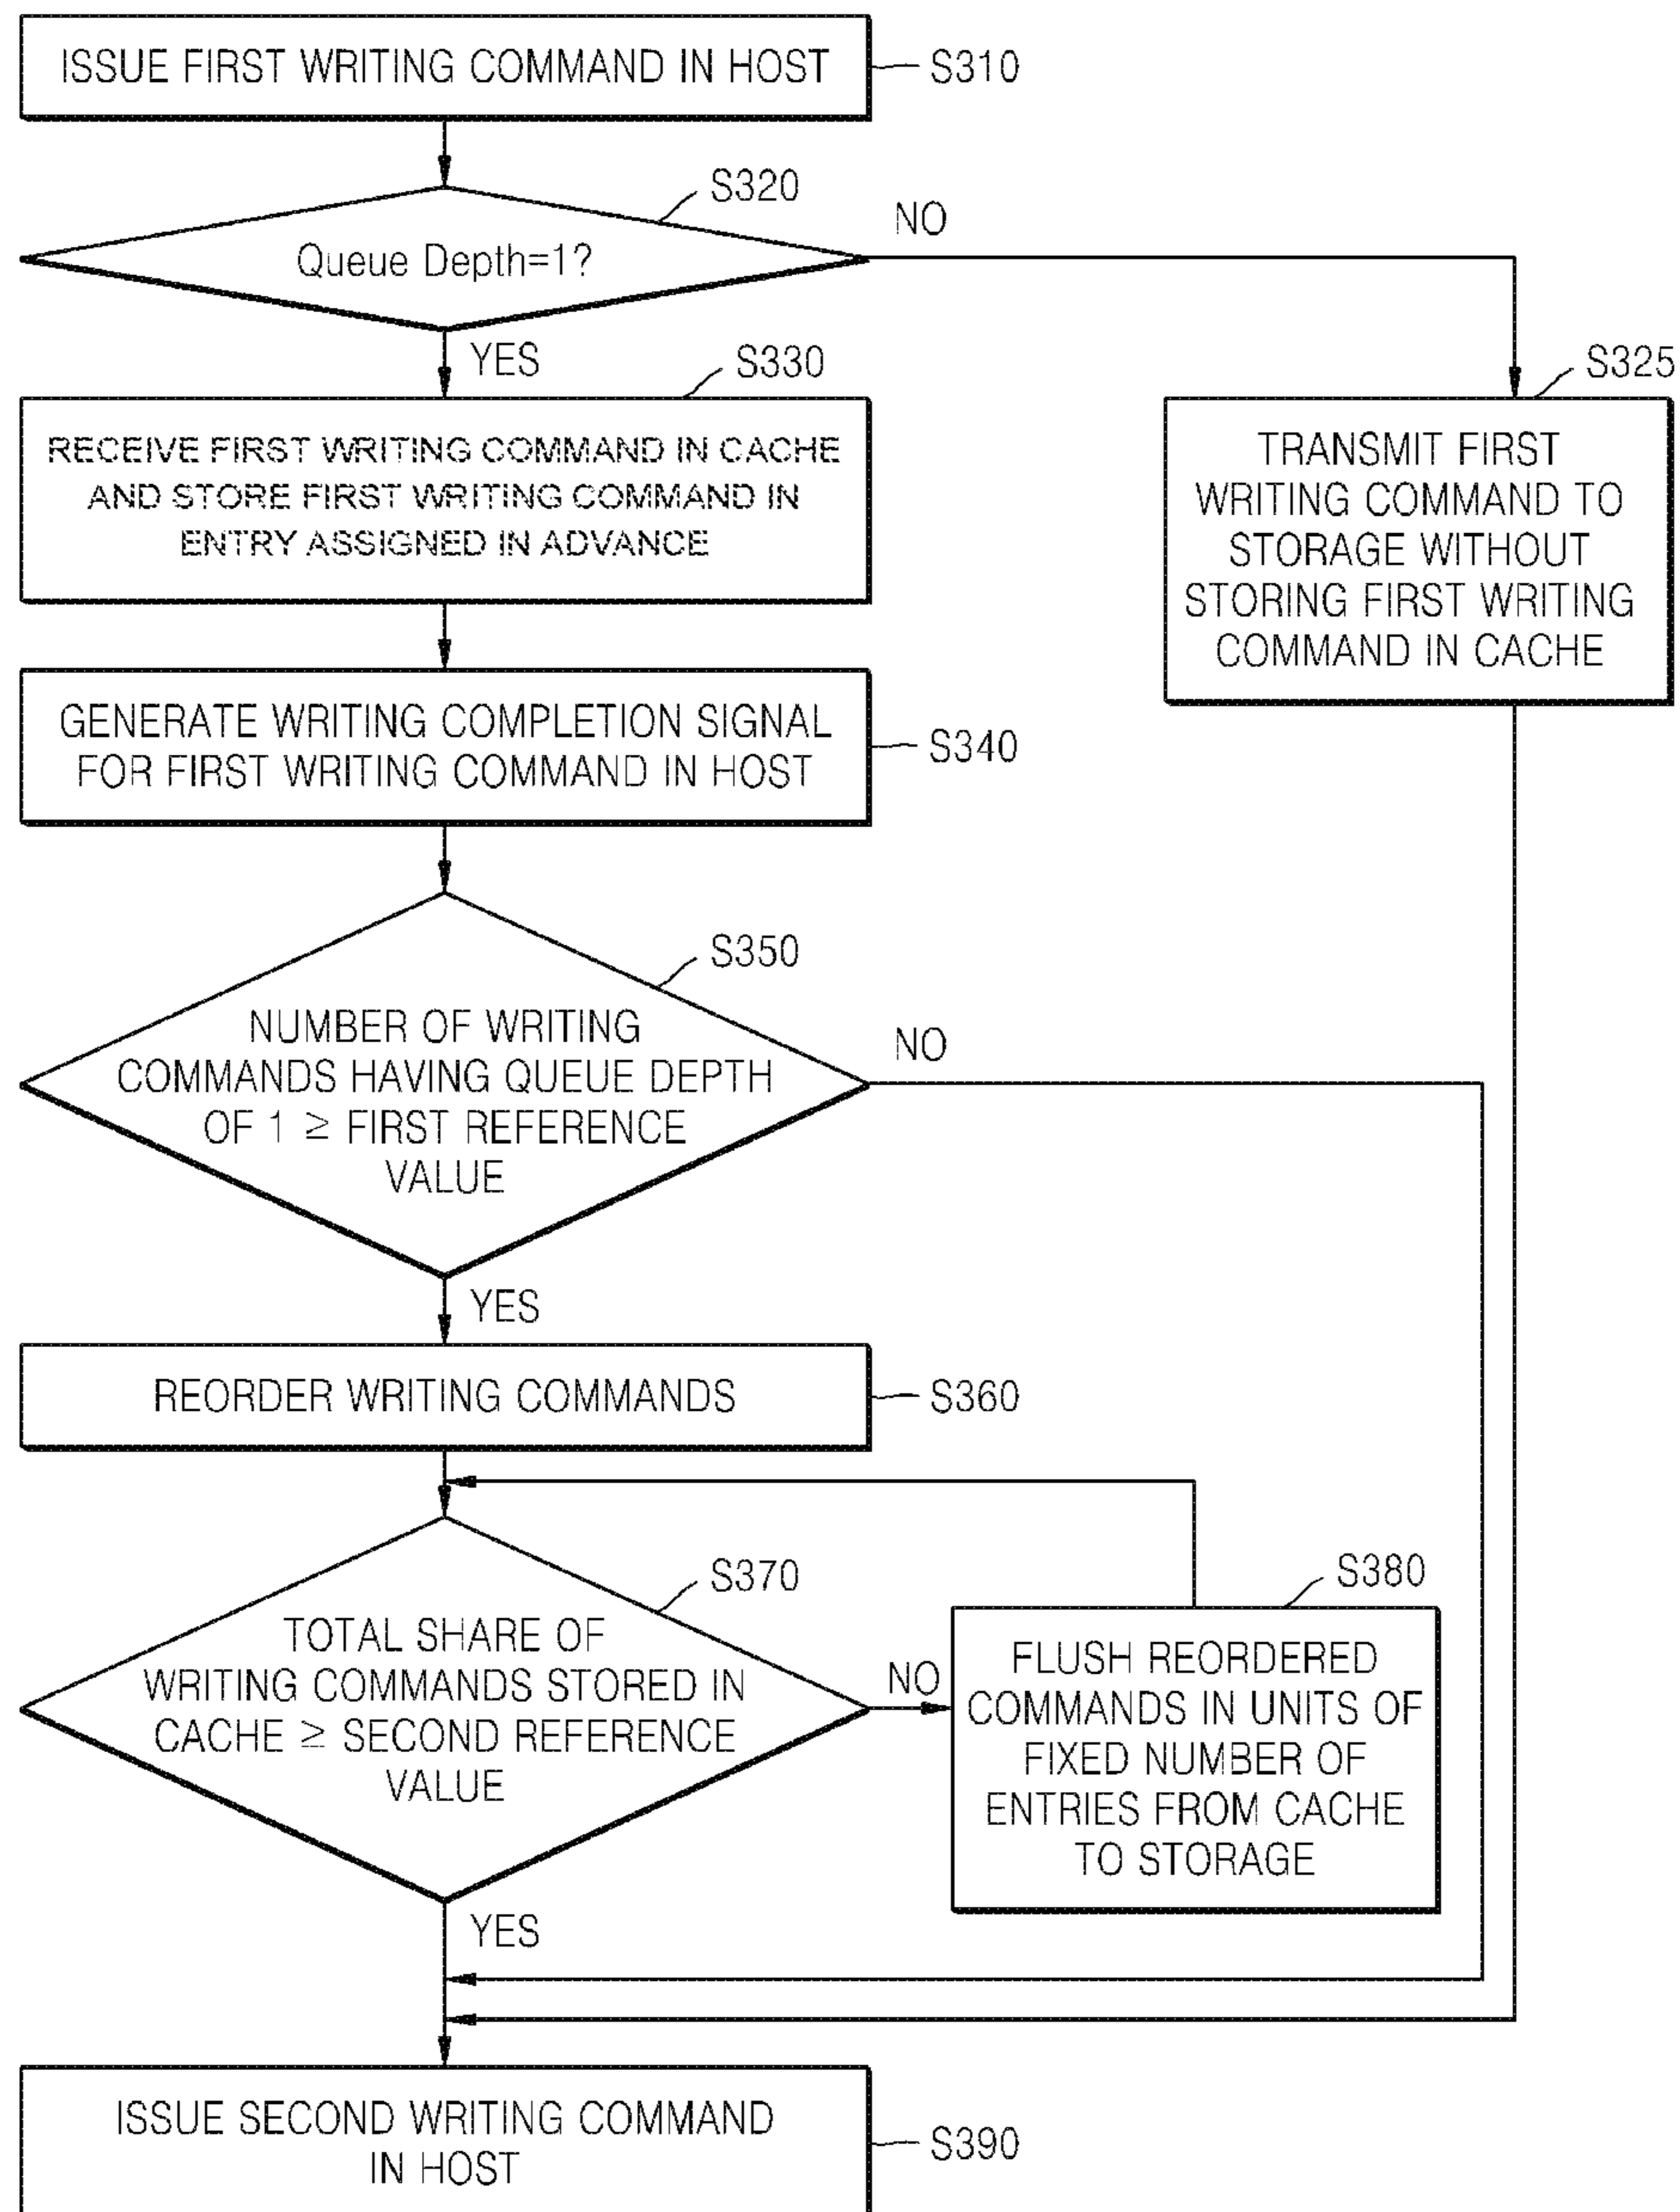 ISSUE FIRST WRITING COMMAND IN HOST
S310
S320
Queue Depth=1?
NO
YES
S330
S325
RECEIVE FIRST WRITING COMMAND IN CACHE
AND STORE FIRST WRITING COMMAND IN
ENTRY ASSIGNED IN ADVANCE
TRANSMIT FIRST
WRITING COMMAND TO
STORAGE WITHOUT
STORING FIRST WRITING
COMMAND IN CACHE
GENERATE WRITING COMPLETION SIGNAL
FOR FIRST WRITING COMMAND IN HOST
S340
S350
NUMBER OF WRITING
COMMANDS HAVING QUEUE DEPTH
OF 1 ≥ FIRST REFERENCE
VALUE
NO
YES
REORDER WRITING COMMANDS
S360
S370
TOTAL SHARE OF
WRITING COMMANDS STORED IN
CACHE ≥ SECOND REFERENCE
VALUE
NO
S380
FLUSH REORDERED
COMMANDS IN UNITS OF
FIXED NUMBER OF
ENTRIES FROM CACHE
TO STORAGE
YES
ISSUE SECOND WRITING COMMAND
IN HOST
S390